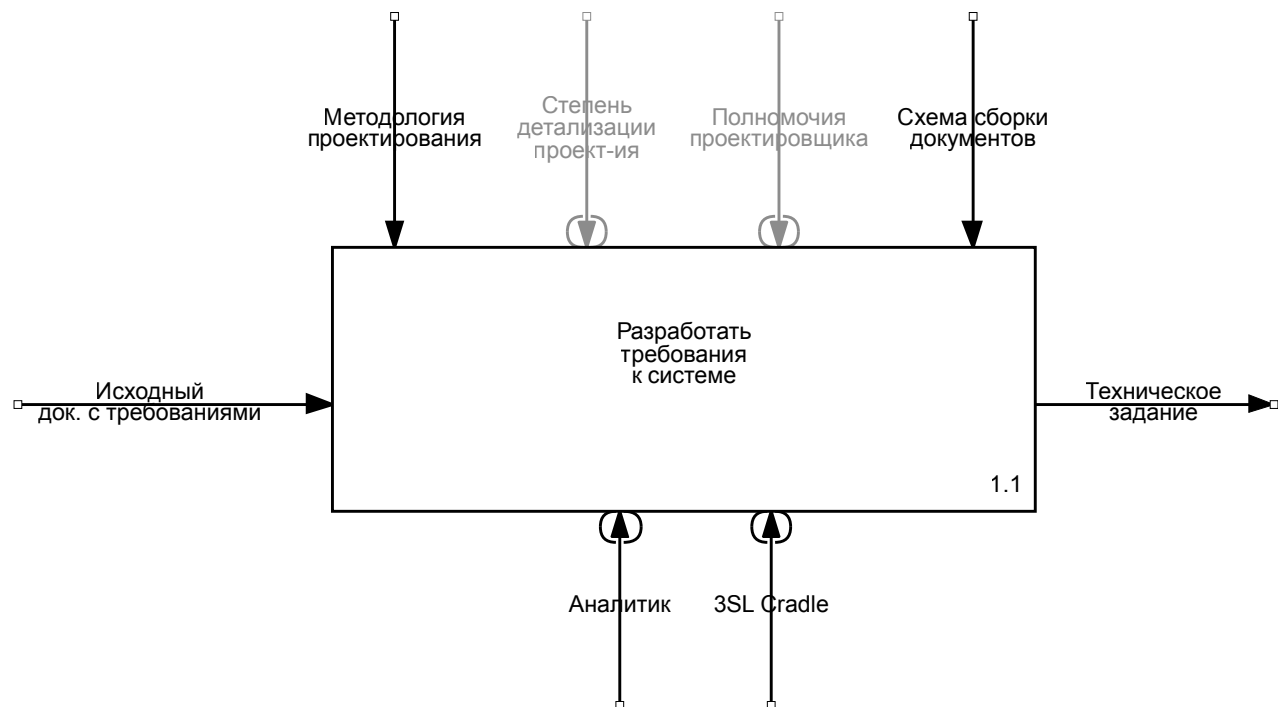 Методология
проектирования
Степень
детализации
проект-ия
Полномочия
проектировщика
Схема сборки
документов
Разработать
требования
к системе
Исходный
док. с требованиями
Техническое
задание
1.1
Аналитик
3SL Cradle